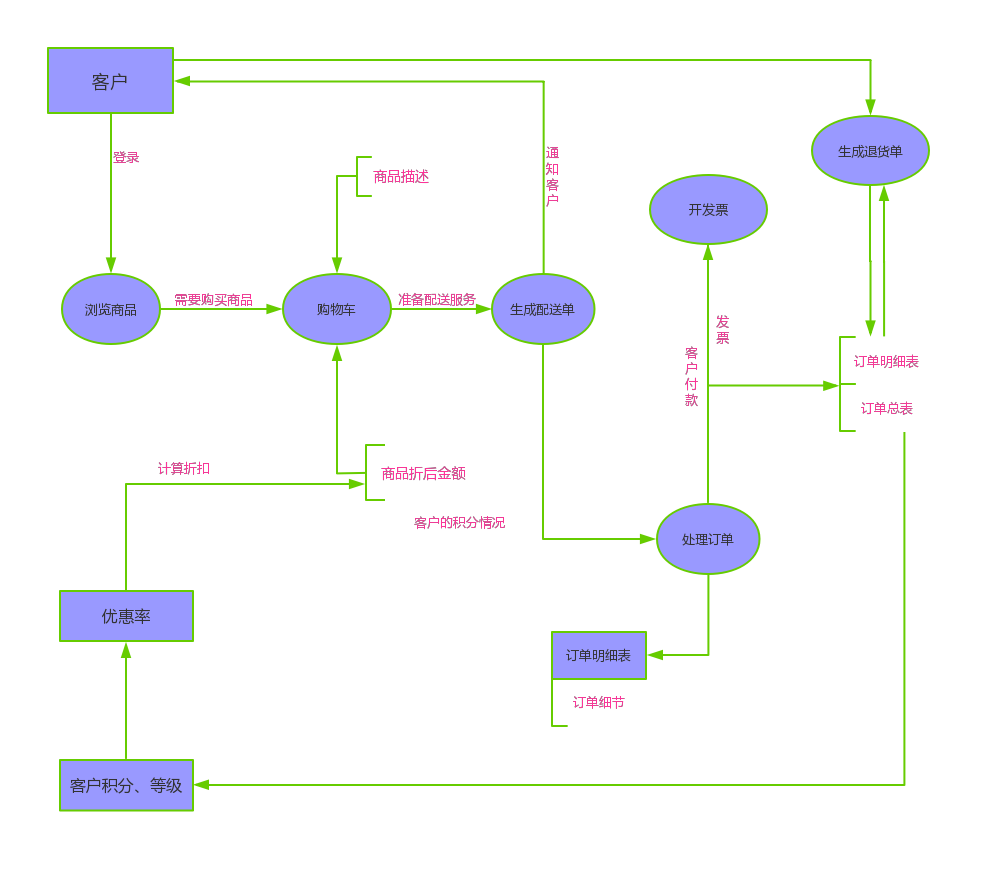 客户
登录
通知客户
商品描述
生成退货单
开发票
浏览商品
需要购买商品
购物车
准备配送服务
生成配送单
发票
客户付款
订单明细表
订单总表
计算折扣
商品折后金额
客户的积分情况
处理订单
优惠率
订单明细表
订单细节
客户积分、等级